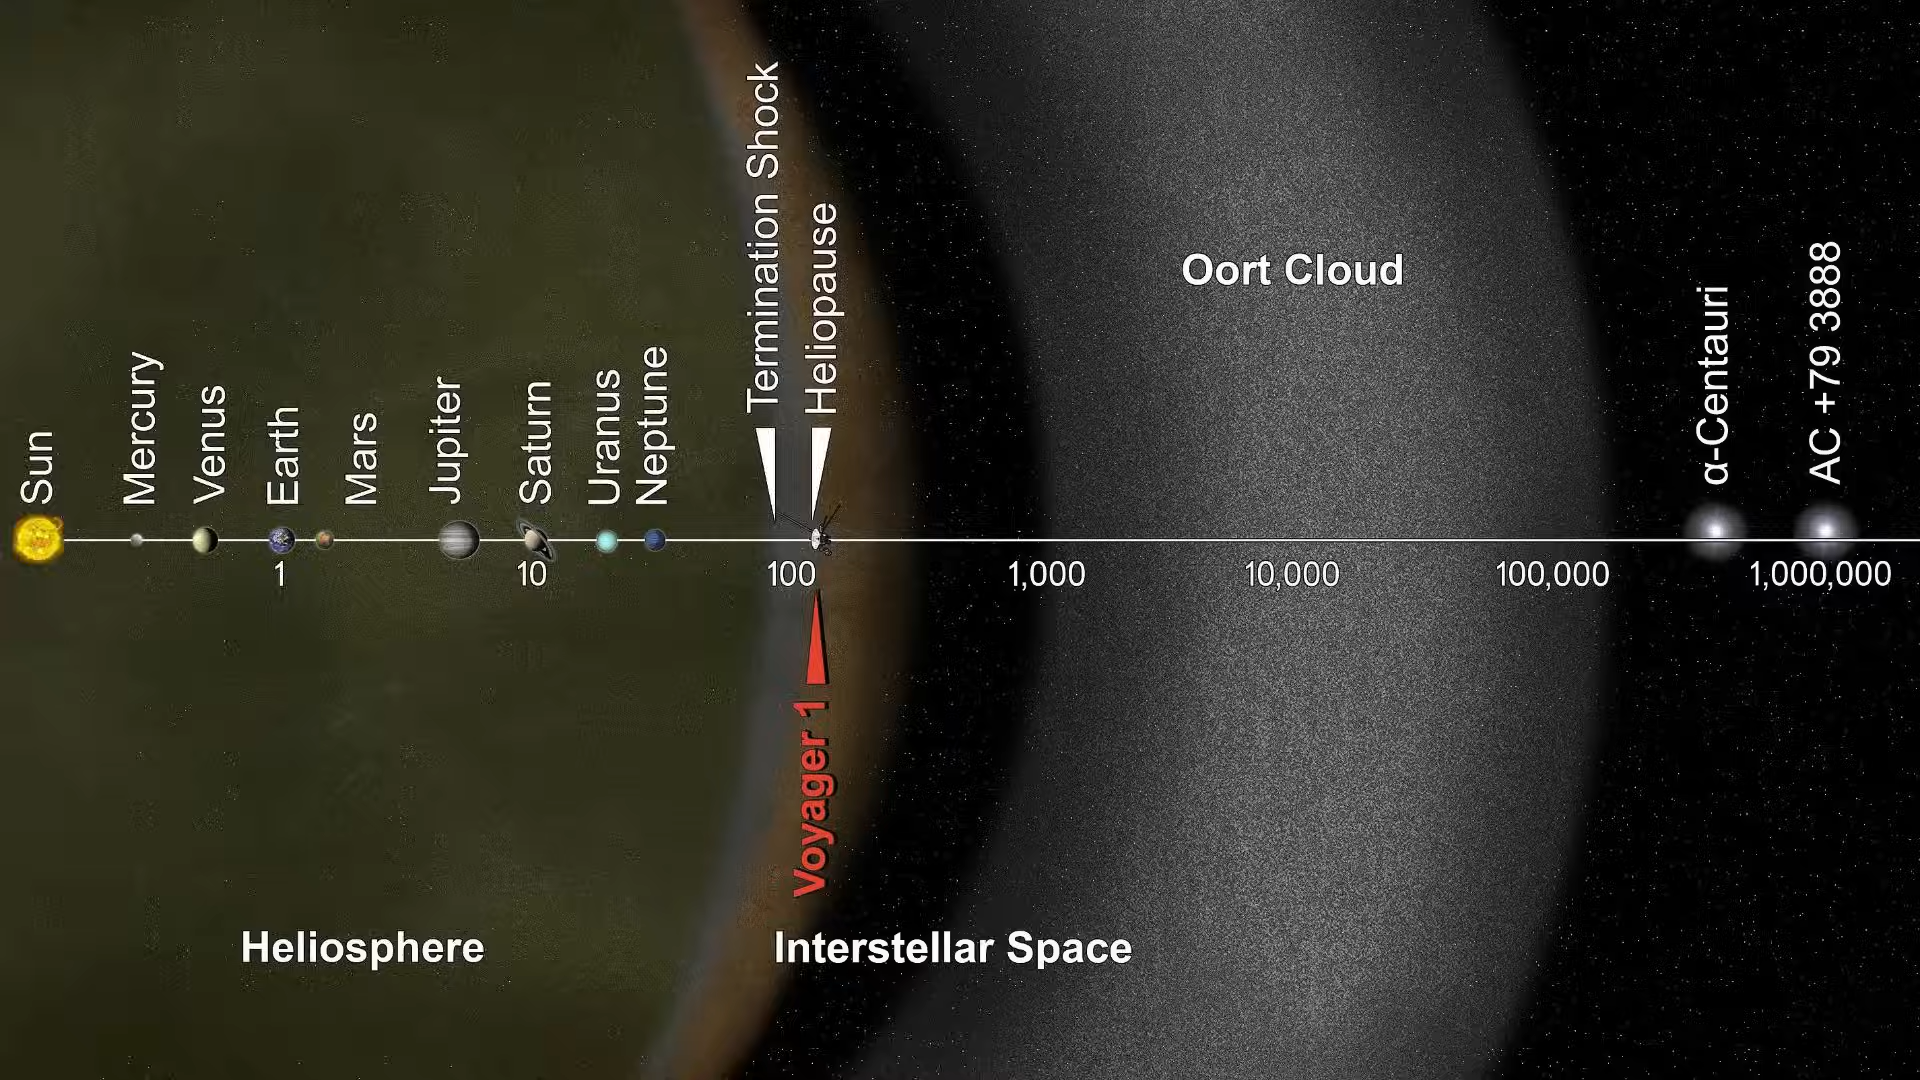 Sun
Mercury
Venus
Earth
Mars
Jupiter
Saturn
Uranus
Neptune
Termination Shock
Heliopause
Oort Cloud
α-Centauri
AC +79 3888
1
10
100
1,000
10,000
100,000
1,000,000
Voyager 1
Heliosphere
Interstellar Space